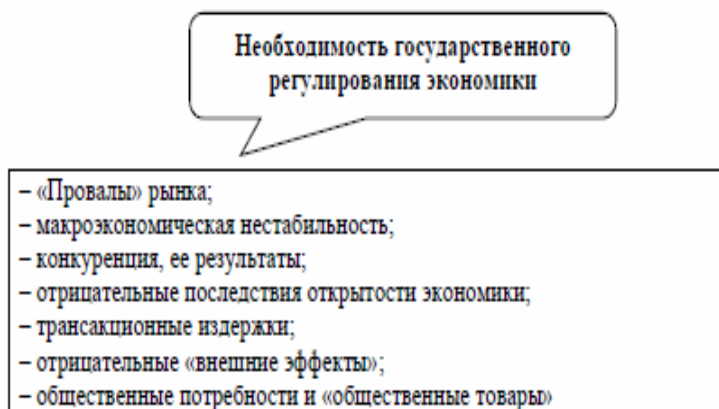 Необходимость государственного
регулирования экономики
– «Провалы» рынка;
– макроэкономическая нестабильность;
– конкуренция, ее результаты;
– отрицательные последствия открытости экономики;
– трансакционные издержки;
– отрицательные «внешние эффекты»;
– общественные потребности и «общественные товары»